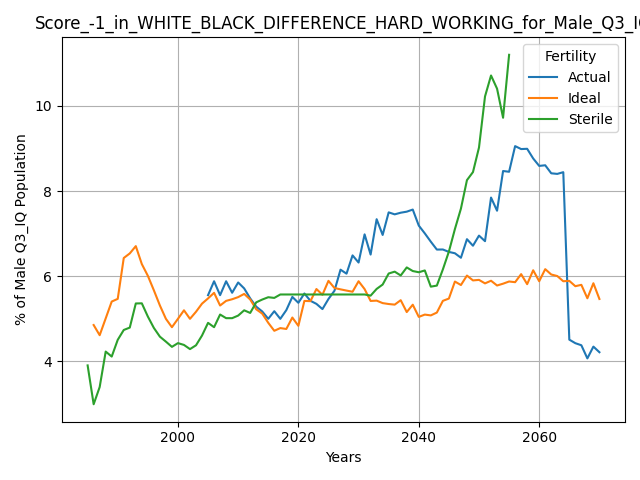 Score_-1_in_WHITE_BLACK_DIFFERENCE_HARD_WORKING_for_Male_Q3_IQ
Fertility
Actual
Ideal
Sterile
% of Male Q3_IQ Population
10
8
6
4
2000
2020
2040
2060
Years